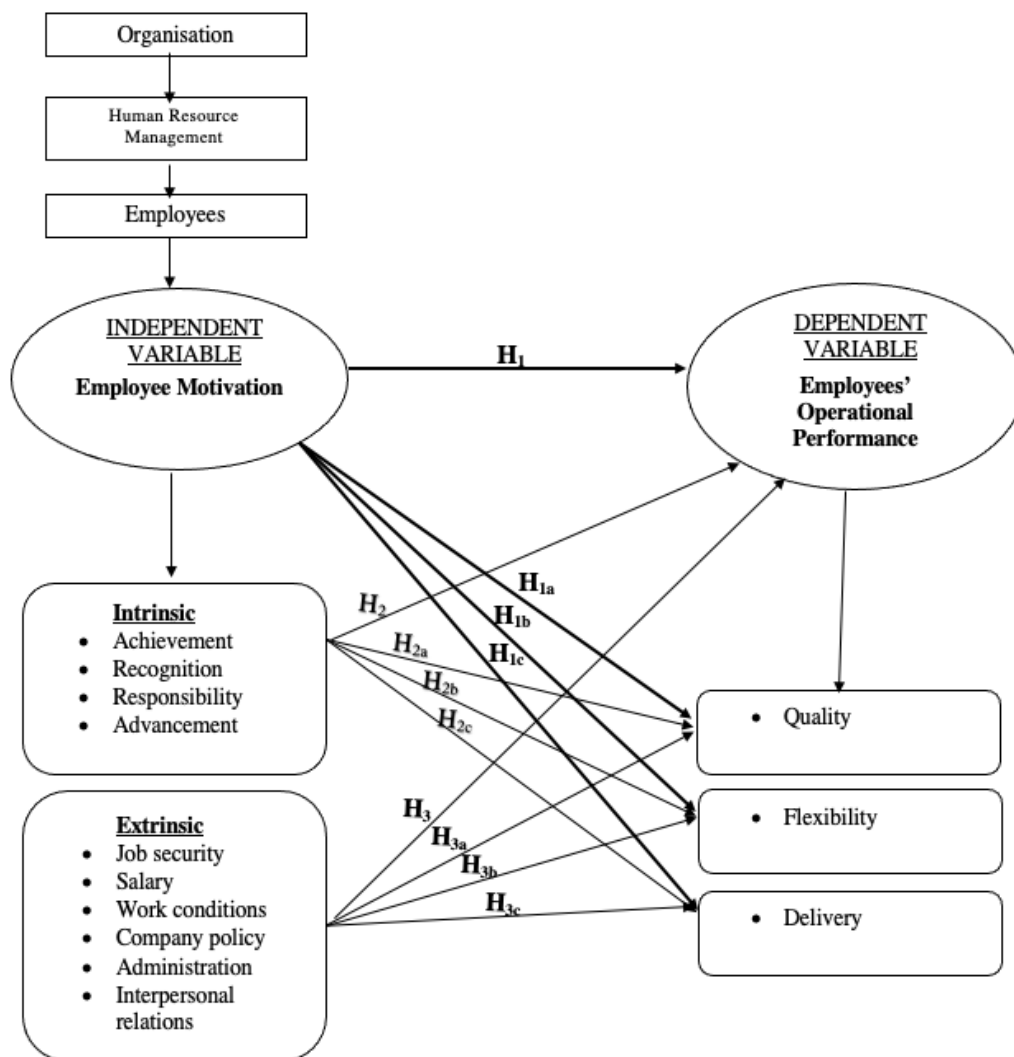 Organisation
Human Resource
Management
Employees
INDEPENDENT
VARIABLE
Employee Motivation
H1
DEPENDENT
VARIABLE
Employees’
Operational
Performance
Intrinsic
• Achievement
• Recognition
• Responsibility
• Advancement
H2
H2a
H2b
H2c
H1a
H1b
H1c
• Quality
• Flexibility
• Delivery
Extrinsic
• Job security
• Salary
• Work conditions
• Company policy
• Administration
• Interpersonal
relations
H3
H3a
H3b
H3c